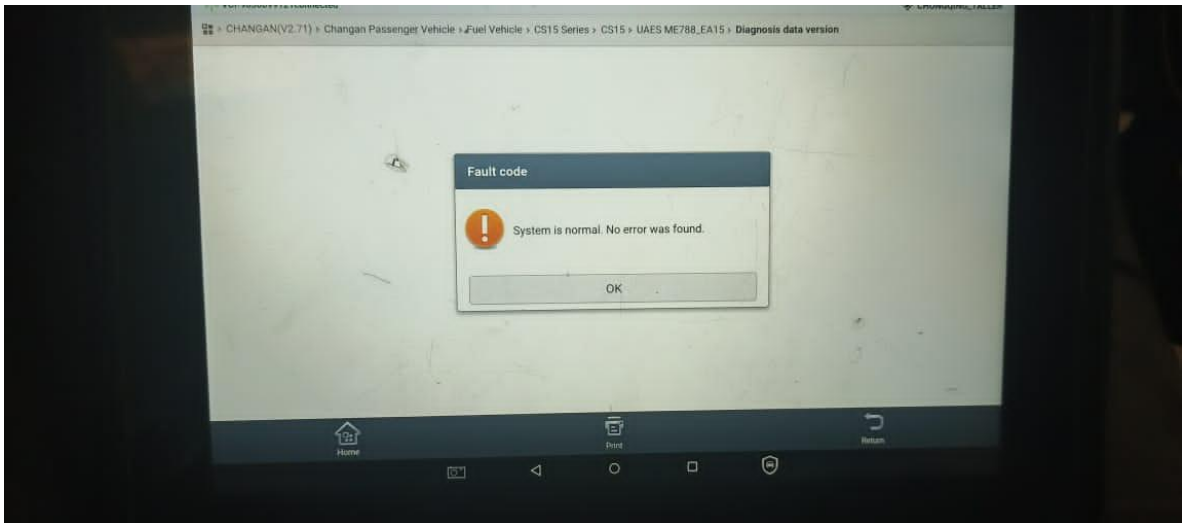 CHONGQING_TALLER
CHANGAN(V2.71) › Changan Passenger Vehicle › Fuel Vehicle › CS15 Series › CS15 › UAES ME788_EA15 › Diagnosis data version
Fault code
System is normal. No error was found.
OK
Home
Print
Return